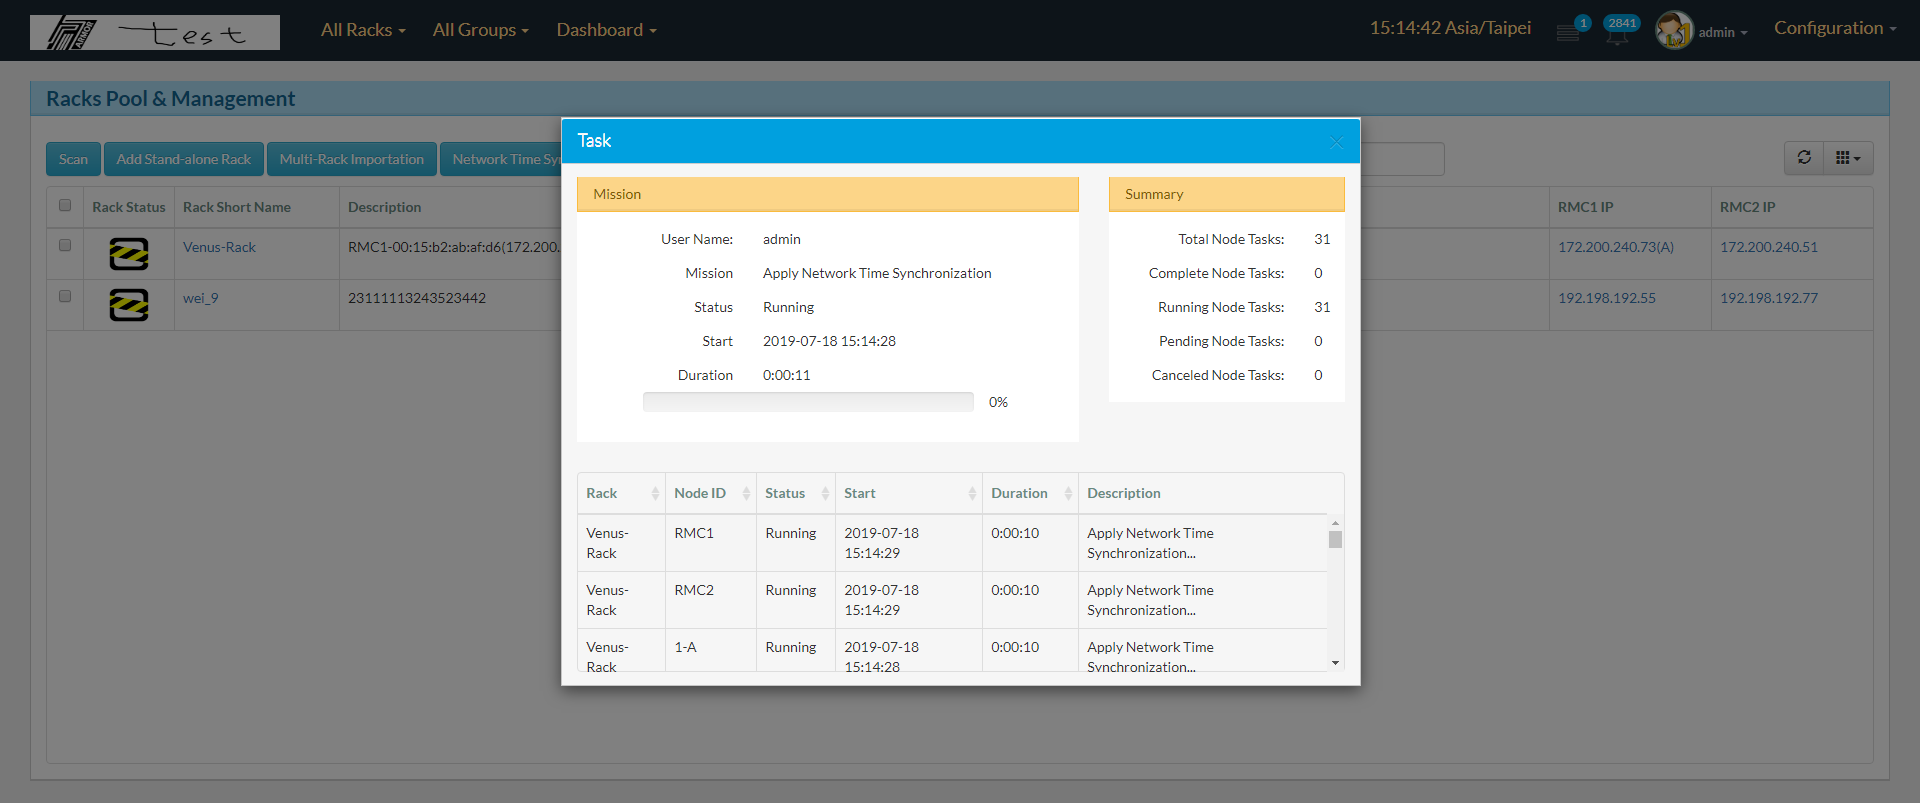 ARMOR test All Racks All Groups Dashboard 15:14:42 Asia/Taipei 1 2841 admin Configuration
Racks Pool & Management
Scan Add Stand-alone Rack Multi-Rack Importation Network Time Sy
Rack Status Rack Short Name Description RMC1 IP RMC2 IP
Venus-Rack RMC1-00:15:b2:ab:af:d6(172.200. 172.200.240.73(A) 172.200.240.51
wei_9 23111113243523442 192.198.192.55 192.198.192.77
Task
Mission
User Name: admin
Mission Apply Network Time Synchronization
Status Running
Start 2019-07-18 15:14:28
Duration 0:00:11
0%
Summary
Total Node Tasks: 31
Complete Node Tasks: 0
Running Node Tasks: 31
Pending Node Tasks: 0
Canceled Node Tasks: 0
Rack Node ID Status Start Duration Description
Venus- RMC1 Running 2019-07-18 0:00:10 Apply Network Time
Rack 15:14:29 Synchronization...
Venus- RMC2 Running 2019-07-18 0:00:10 Apply Network Time
Rack 15:14:29 Synchronization...
Venus- 1-A Running 2019-07-18 0:00:10 Apply Network Time
Rack 15:14:28 Synchronization...